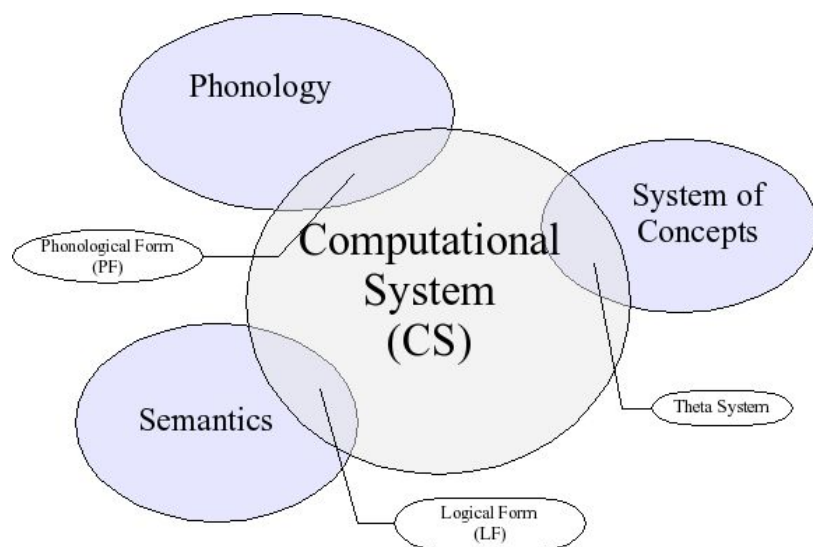 Phonology
System of
Concepts
Phonological Form
(PF)
Computational
System
(CS)
Semantics
Theta System
Logical Form
(LF)